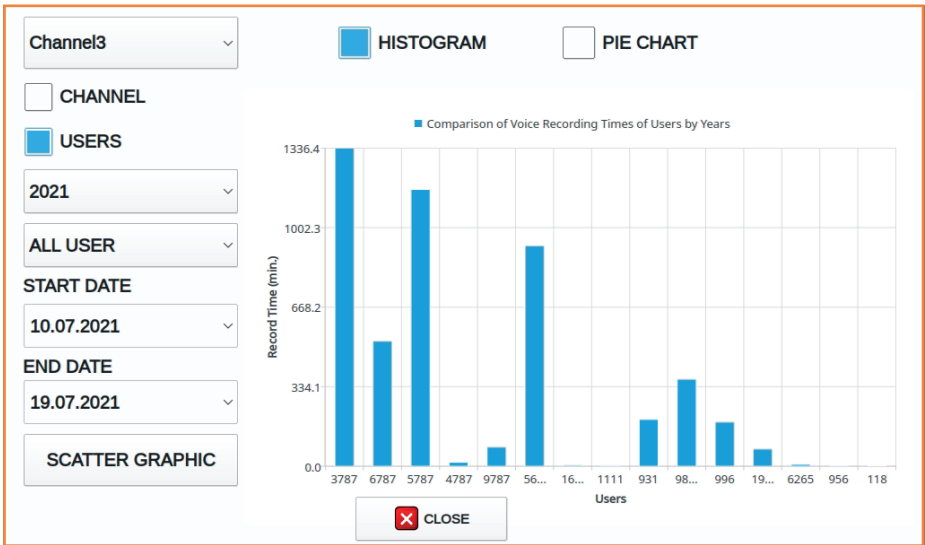 Channel3
HISTOGRAM
PIE CHART
CHANNEL
USERS
2021
ALL USER
START DATE
10.07.2021
END DATE
19.07.2021
SCATTER GRAPHIC
Comparison of Voice Recording Times of Users by Years
1336.4
1002.3
668.2
334.1
0.0
Record Time (min.)
3787 6787 5787 4787 9787 56... 16... 1111 931 98... 996 19... 6265 956 118
Users
CLOSE